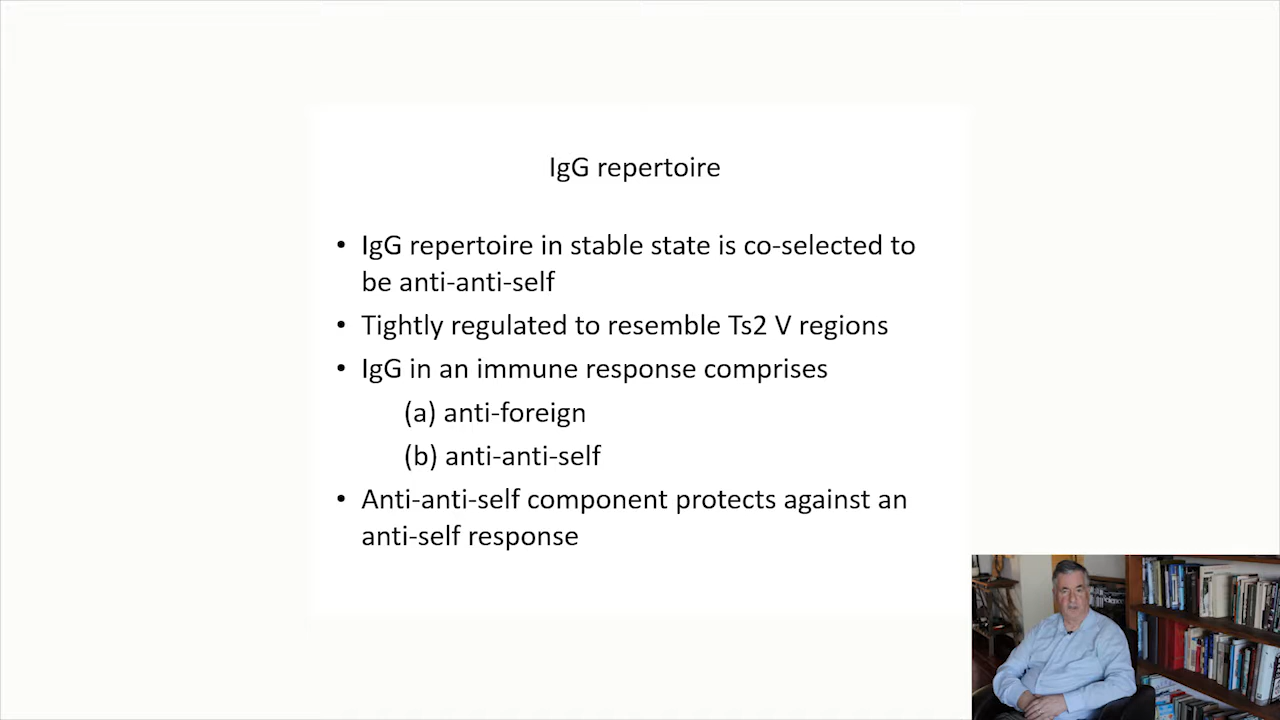 IgG repertoire
• IgG repertoire in stable state is co-selected to
be anti-anti-self
• Tightly regulated to resemble Ts2 V regions
• IgG in an immune response comprises
(a) anti-foreign
(b) anti-anti-self
• Anti-anti-self component protects against an
anti-self response